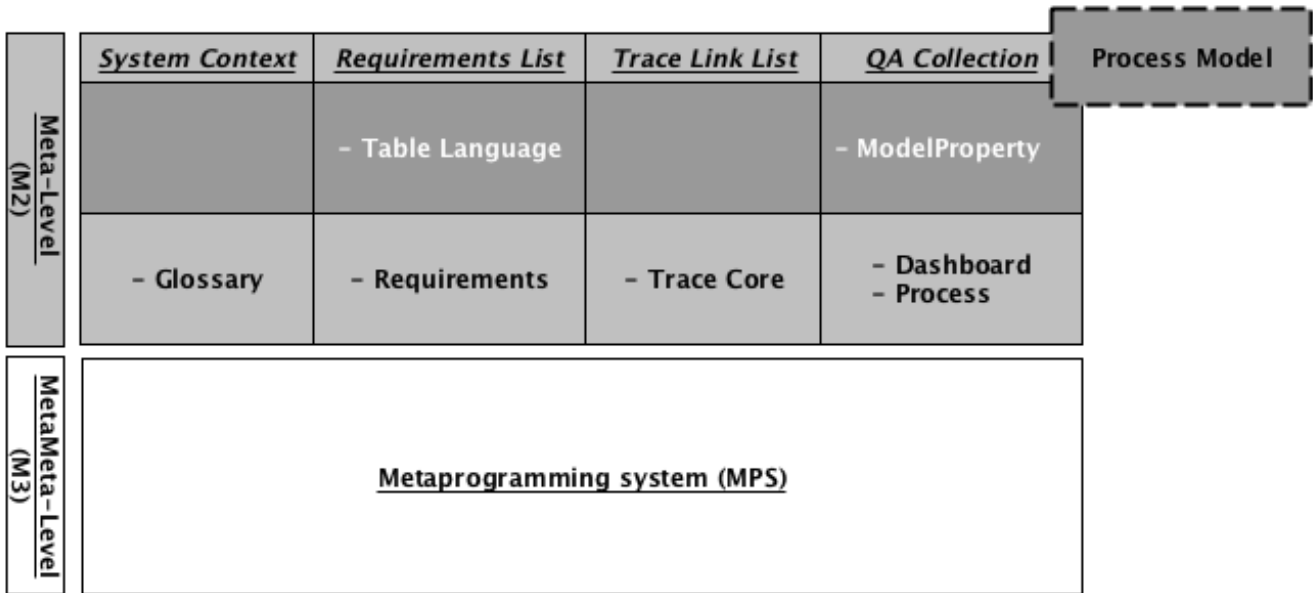 System Context
Requirements List
Trace Link List
QA Collection
Process Model
Meta-Level
(M2)
- Table Language
- ModelProperty
- Glossary
- Requirements
- Trace Core
- Dashboard
- Process
MetaMeta-Level
(M3)
Metaprogramming system (MPS)